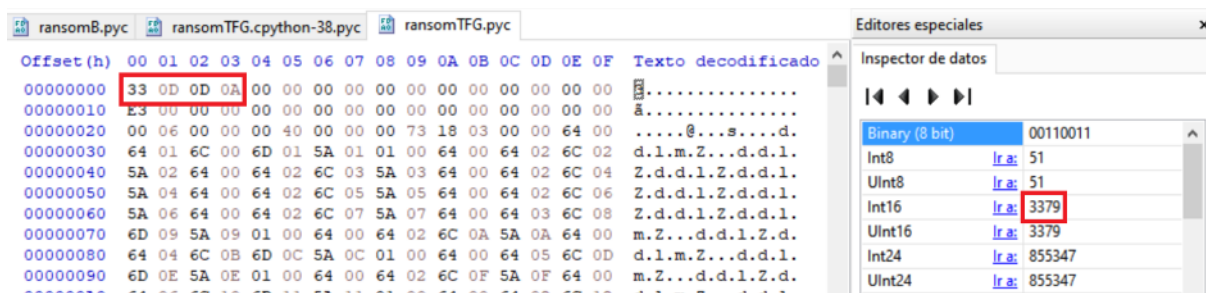 ransomB.pyc ransomTFG.cpython-38.pyc ransomTFG.pyc
Offset(h) 00 01 02 03 04 05 06 07 08 09 0A 0B 0C 0D 0E 0F Texto decodificado
00000000 33 0D 0D 0A 00 00 00 00 00 00 00 00 00 00 00 00 3...............
00000010 E3 00 00 00 00 00 00 00 00 00 00 00 00 00 00 00 ã...............
00000020 00 06 00 00 00 40 00 00 00 73 18 03 00 00 64 00 .....@...s....d.
00000030 64 01 6C 00 6D 01 5A 01 01 00 64 00 64 02 6C 02 d.l.m.Z...d.d.l.
00000040 5A 02 64 00 64 02 6C 03 5A 03 64 00 64 02 6C 04 Z.d.d.l.Z.d.d.l.
00000050 5A 04 64 00 64 02 6C 05 5A 05 64 00 64 02 6C 06 Z.d.d.l.Z.d.d.l.
00000060 5A 06 64 00 64 02 6C 07 5A 07 64 00 64 03 6C 08 Z.d.d.l.Z.d.d.l.
00000070 6D 09 5A 09 01 00 64 00 64 02 6C 0A 5A 0A 64 00 m.Z...d.d.l.Z.d.
00000080 64 04 6C 0B 6D 0C 5A 0C 01 00 64 00 64 05 6C 0D d.l.m.Z...d.d.l.
00000090 6D 0E 5A 0E 01 00 64 00 64 02 6C 0F 5A 0F 64 00 m.Z...d.d.l.Z.d.
Editores especiales
Inspector de datos
Binary (8 bit) 00110011
Int8 Ir a: 51
UInt8 Ir a: 51
Int16 Ir a: 3379
UInt16 Ir a: 3379
Int24 Ir a: 855347
UInt24 Ir a: 855347